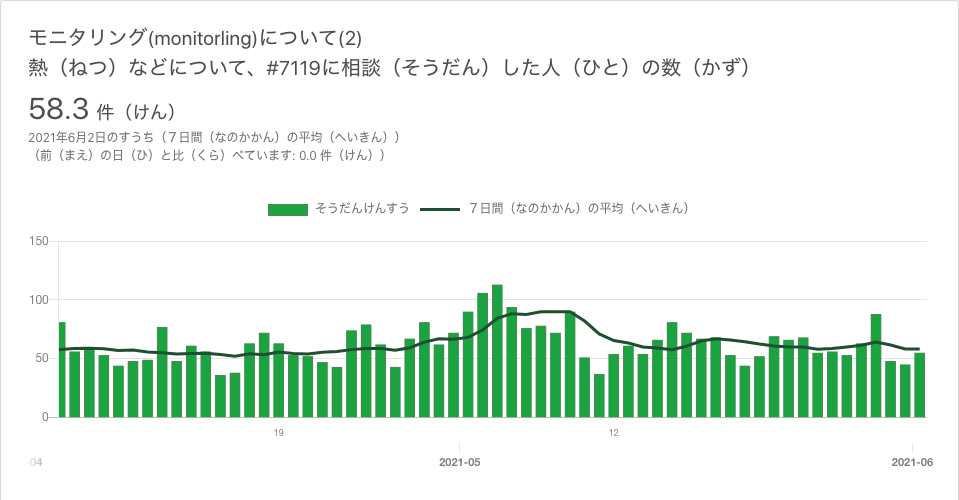 モニタリング(monitorling)について(2)
熱（ねつ）などについて、#7119に相談（そうだん）した人（ひと）の数（かず）
58.3 件（けん）
2021年6月2日のすうち（７日間（なのかかん）の平均（へいきん））
（前（まえ）の日（ひ）と比（くら）べています: 0.0 件（けん））
そうだんけんすう ７日間（なのかかん）の平均（へいきん）
150
100
50
0
19 12
-04 2021-05 2021-06